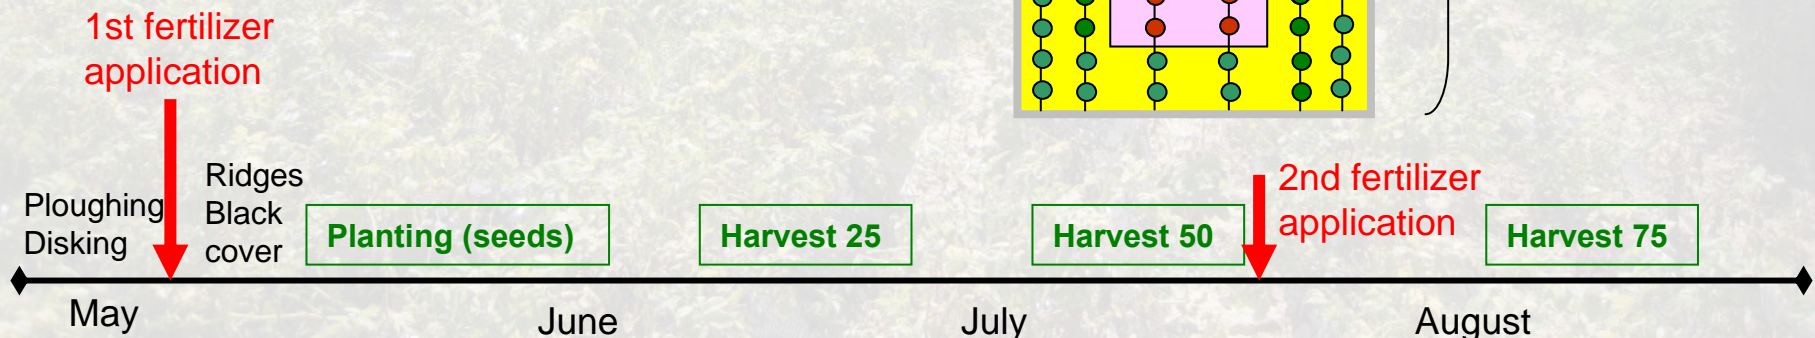 1st fertilizer
application
Ploughing
Disking
Ridges
Black
cover
Planting (seeds)
Harvest 25
Harvest 50
2nd fertilizer
application
Harvest 75
May
June
July
August